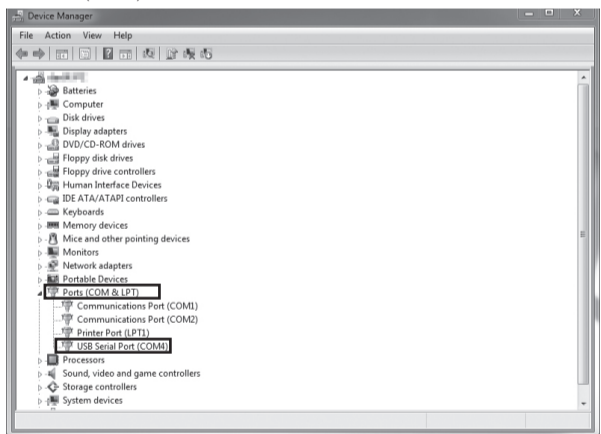 Device Manager
File Action View Help
Batteries
Computer
Disk drives
Display adapters
DVD/CD-ROM drives
Floppy disk drives
Floppy drive controllers
Human Interface Devices
IDE ATA/ATAPI controllers
Keyboards
Memory devices
Mice and other pointing devices
Monitors
Network adapters
Portable Devices
Ports (COM & LPT)
Communications Port (COM1)
Communications Port (COM2)
Printer Port (LPT1)
USB Serial Port (COM4)
Processors
Sound, video and game controllers
Storage controllers
System devices